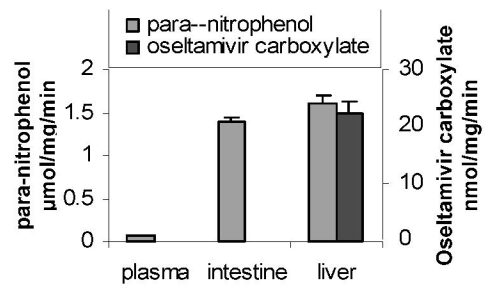 para--nitrophenol
oseltamivir carboxylate
para-nitrophenol
µmol/mg/min
2
1.5
1
0.5
0
30
20
10
0
Oseltamivir carboxylate
nmol/mg/min
plasma intestine liver